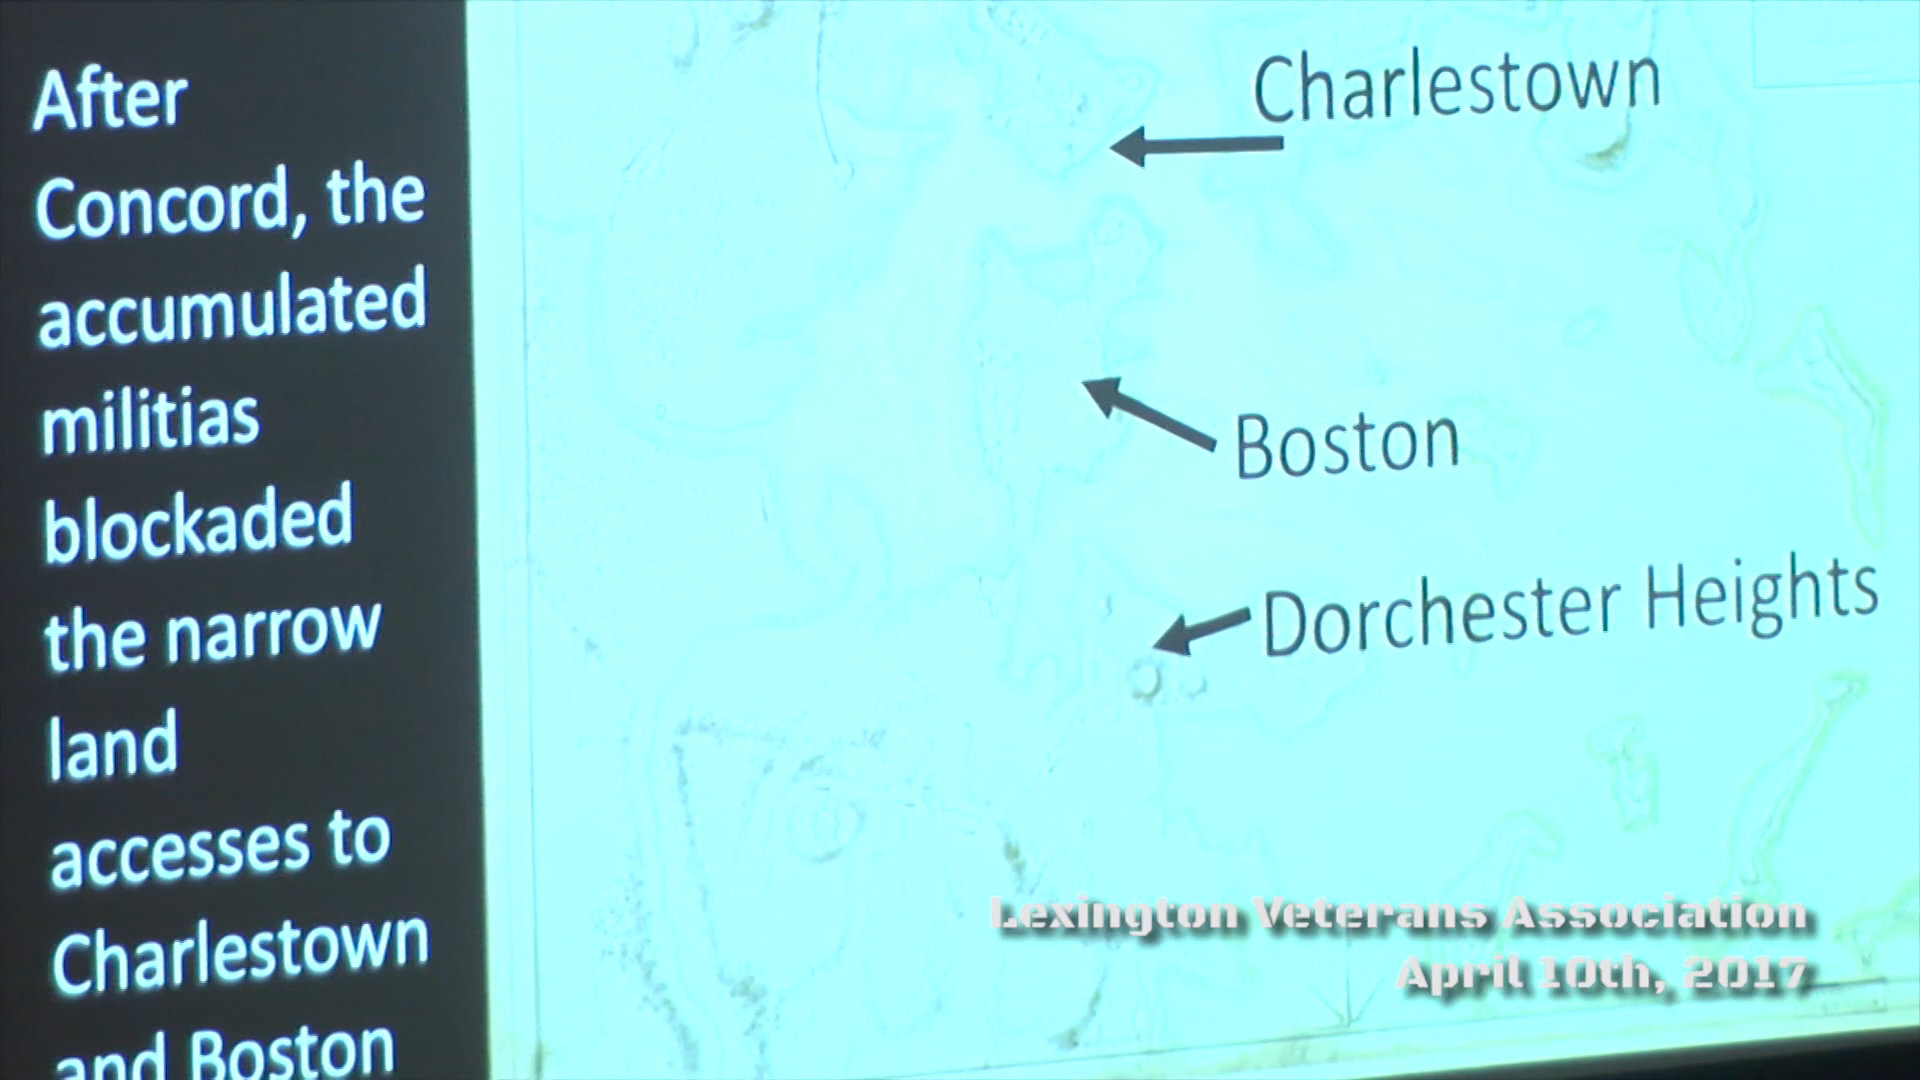 After
Concord, the
accumulated
militias
blockaded
the narrow
land
accesses to
Charlestown
and Boston
Charlestown
Boston
Dorchester Heights
Lexington Veterans Association
April 10th, 2017